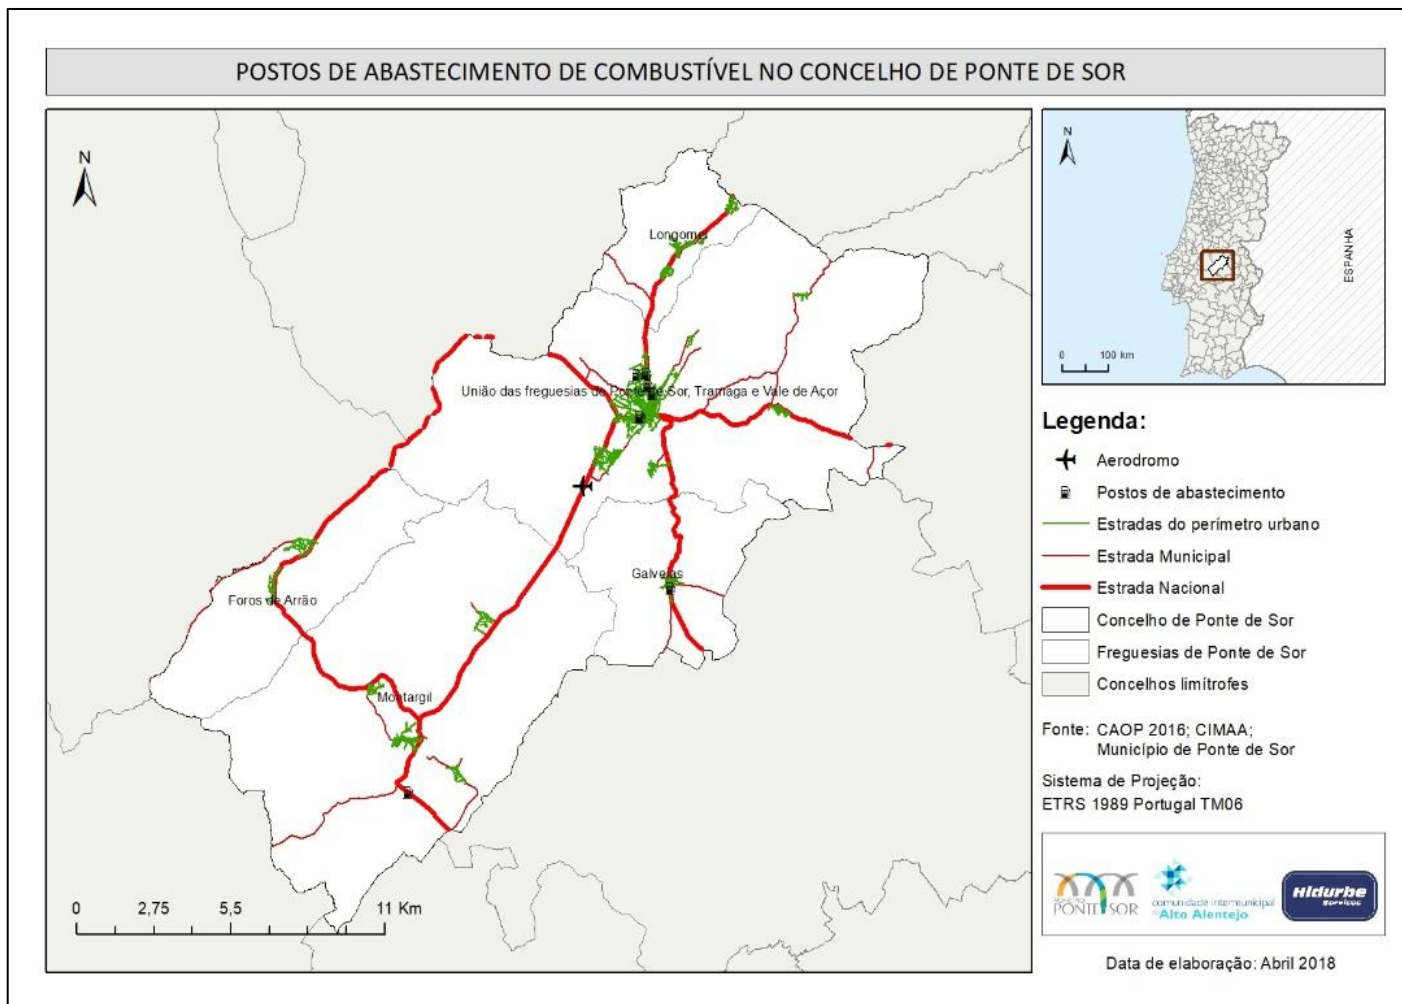 POSTOS DE ABASTECIMENTO DE COMBUSTÍVEL NO CONCELHO DE PONTE DE SOR
N
Longomel
União das freguesias de Ponte de Sor, Tramaga e Vale de Açor
Galveias
Foros de Arrão
Montargil
0 2,75 5,5 11 Km
N
ESPANHA
0 100 km
Legenda:
Aerodromo
Postos de abastecimento
Estradas do perímetro urbano
Estrada Municipal
Estrada Nacional
Concelho de Ponte de Sor
Freguesias de Ponte de Sor
Concelhos limítrofes
Fonte: CAOP 2016; CIMAA;
Município de Ponte de Sor
Sistema de Projeção:
ETRS 1989 Portugal TM06
MUNICÍPIO
PONTE SOR
comunidade intermunicipal
do Alto Alentejo
Hidurbe
Serviços
Data de elaboração: Abril 2018